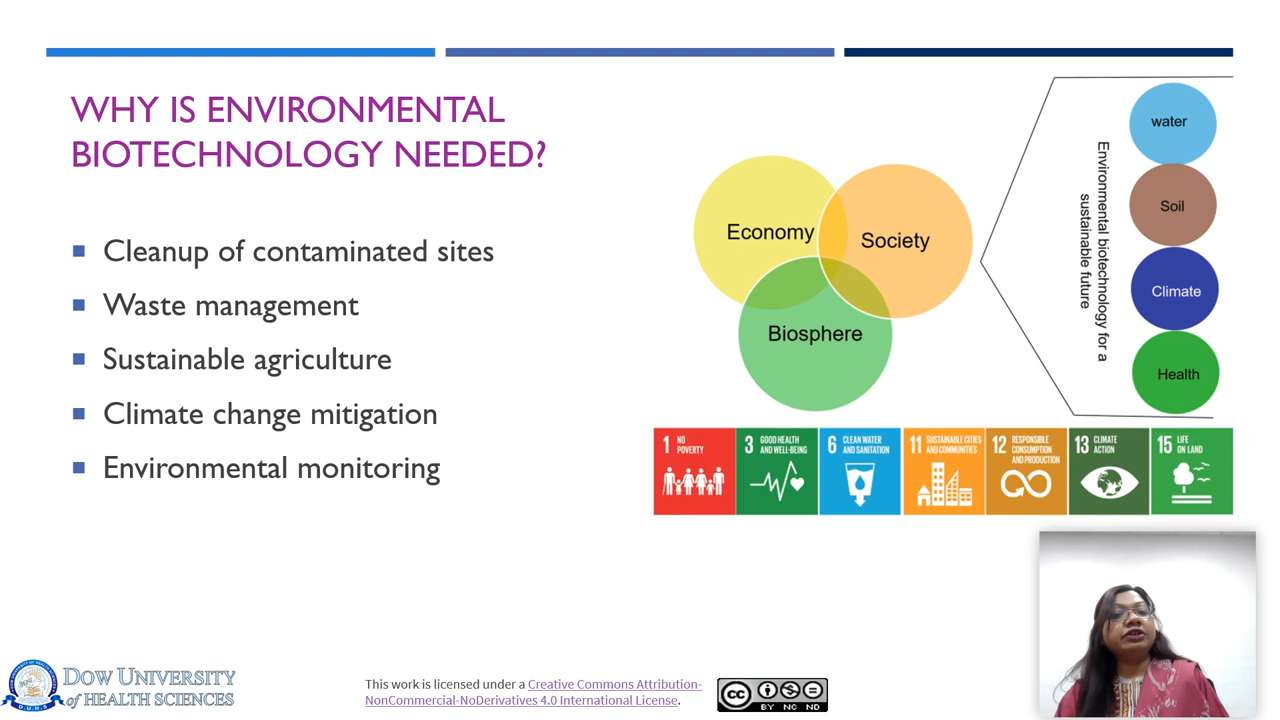 WHY IS ENVIRONMENTAL
BIOTECHNOLOGY NEEDED?
Cleanup of contaminated sites
Waste management
Sustainable agriculture
Climate change mitigation
Environmental monitoring
Economy
Society
Biosphere
Environmental biotechnology for a
sustainable future
water
Soil
Climate
Health
1 NO
POVERTY
3 GOOD HEALTH
AND WELL-BEING
6 CLEAN WATER
AND SANITATION
11 SUSTAINABLE CITIES
AND COMMUNITIES
12 RESPONSIBLE
CONSUMPTION
AND PRODUCTION
13 CLIMATE
ACTION
15 LIFE
ON LAND
DOW UNIVERSITY
of HEALTH SCIENCES
D.U.H.S
This work is licensed under a Creative Commons Attribution-
NonCommercial-NoDerivatives 4.0 International License.
cc
BY NC ND